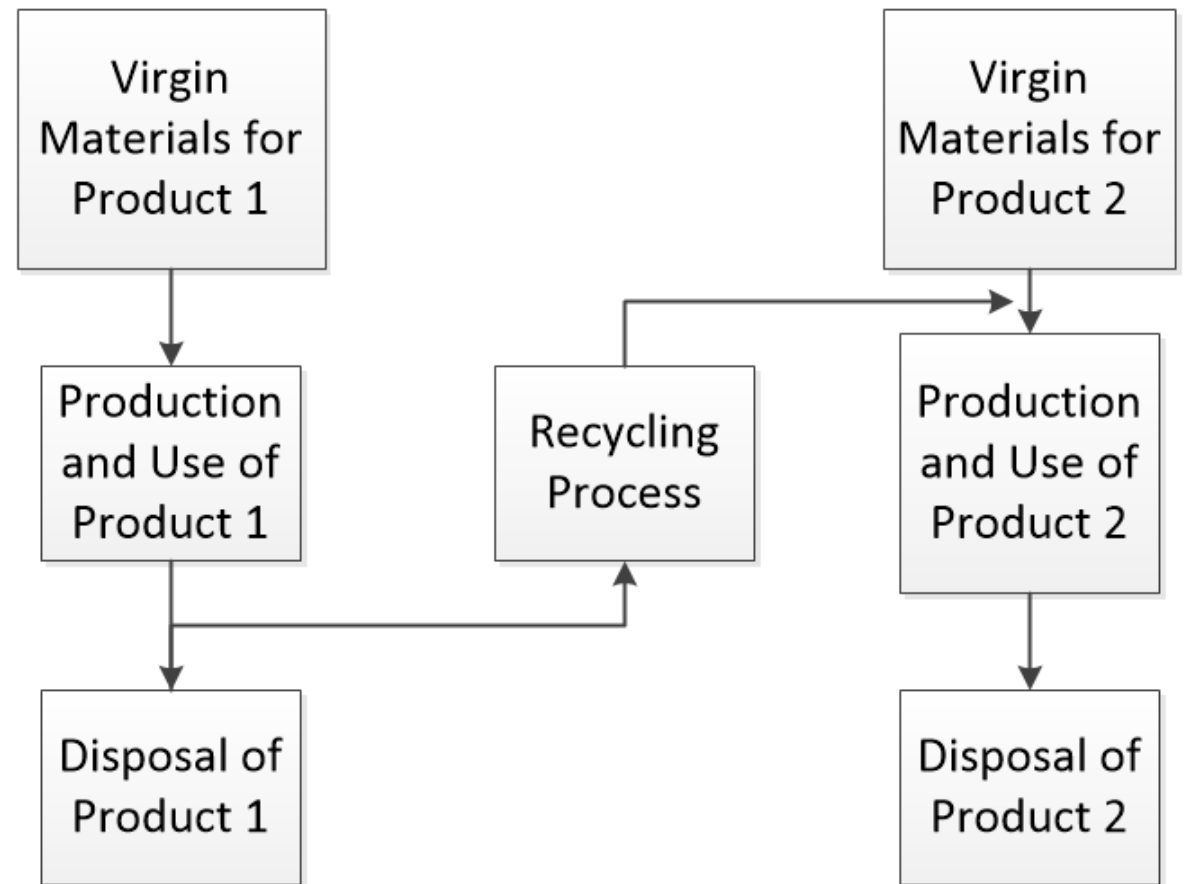 Virgin
Materials for
Product 1
Virgin
Materials for
Product 2
Production
and Use of
Product 1
Recycling
Process
Production
and Use of
Product 2
Disposal of
Product 1
Disposal of
Product 2